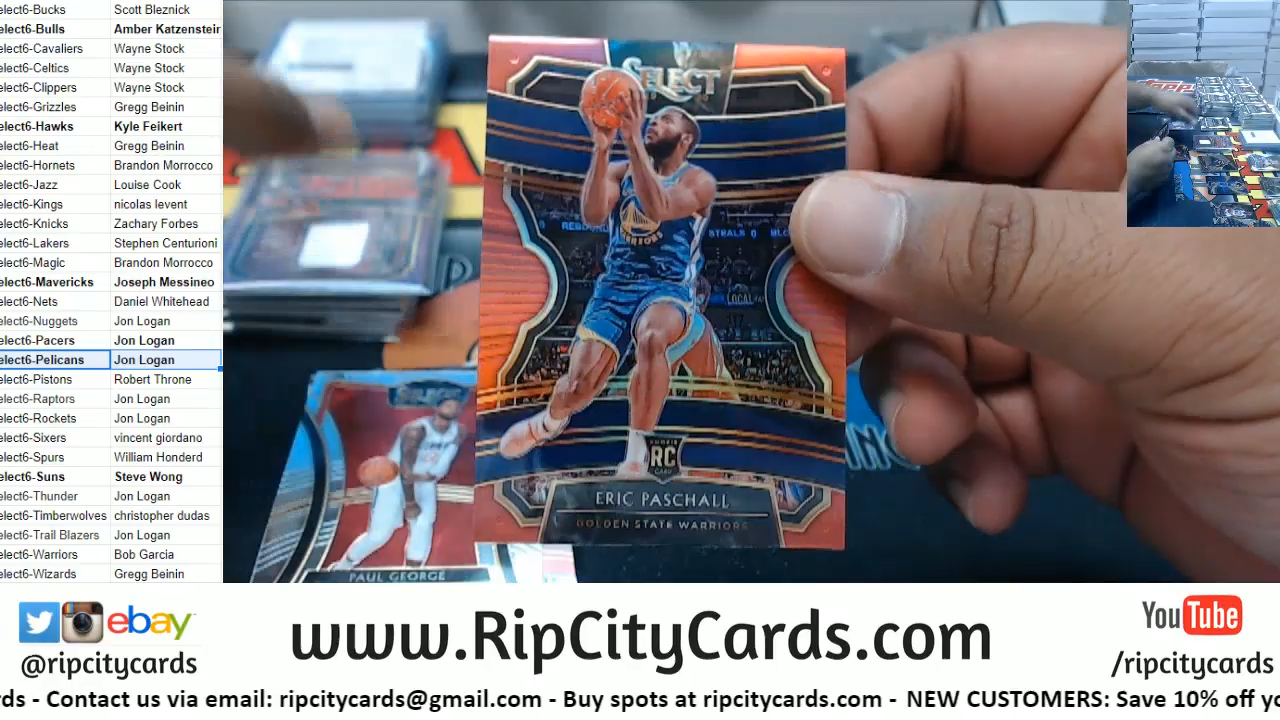 elect6-Bucks Scott Bleznick
elect6-Bulls Amber Katzenstein
elect6-Cavaliers Wayne Stock
elect6-Celtics Wayne Stock
elect6-Clippers Wayne Stock
elect6-Grizzles Gregg Beinin
elect6-Hawks Kyle Feikert
elect6-Heat Gregg Beinin
elect6-Hornets Brandon Morrocco
elect6-Jazz Louise Cook
elect6-Kings nicolas levent
elect6-Knicks Zachary Forbes
elect6-Lakers Stephen Centurioni
elect6-Magic Brandon Morrocco
elect6-Mavericks Joseph Messineo
elect6-Nets Daniel Whitehead
elect6-Nuggets Jon Logan
elect6-Pacers Jon Logan
elect6-Pelicans Jon Logan
elect6-Pistons Robert Throne
elect6-Raptors Jon Logan
elect6-Rockets Jon Logan
elect6-Sixers vincent giordano
elect6-Spurs William Honderd
elect6-Suns Steve Wong
elect6-Thunder Jon Logan
elect6-Timberwolves christopher dudas
elect6-Trail Blazers Jon Logan
elect6-Warriors Bob Garcia
elect6-Wizards Gregg Beinin
SELECT
STEALS 0
WARRIORS
LOCAL
ROOKIE
RC
CARD
ERIC PASCHALL
GOLDEN STATE WARRIORS
PAUL GEORGE
ebay
@ripcitycards
www.RipCityCards.com
YouTube
/ripcitycards
ds - Contact us via email: ripcitycards@gmail.com - Buy spots at ripcitycards.com - NEW CUSTOMERS: Save 10% off yo